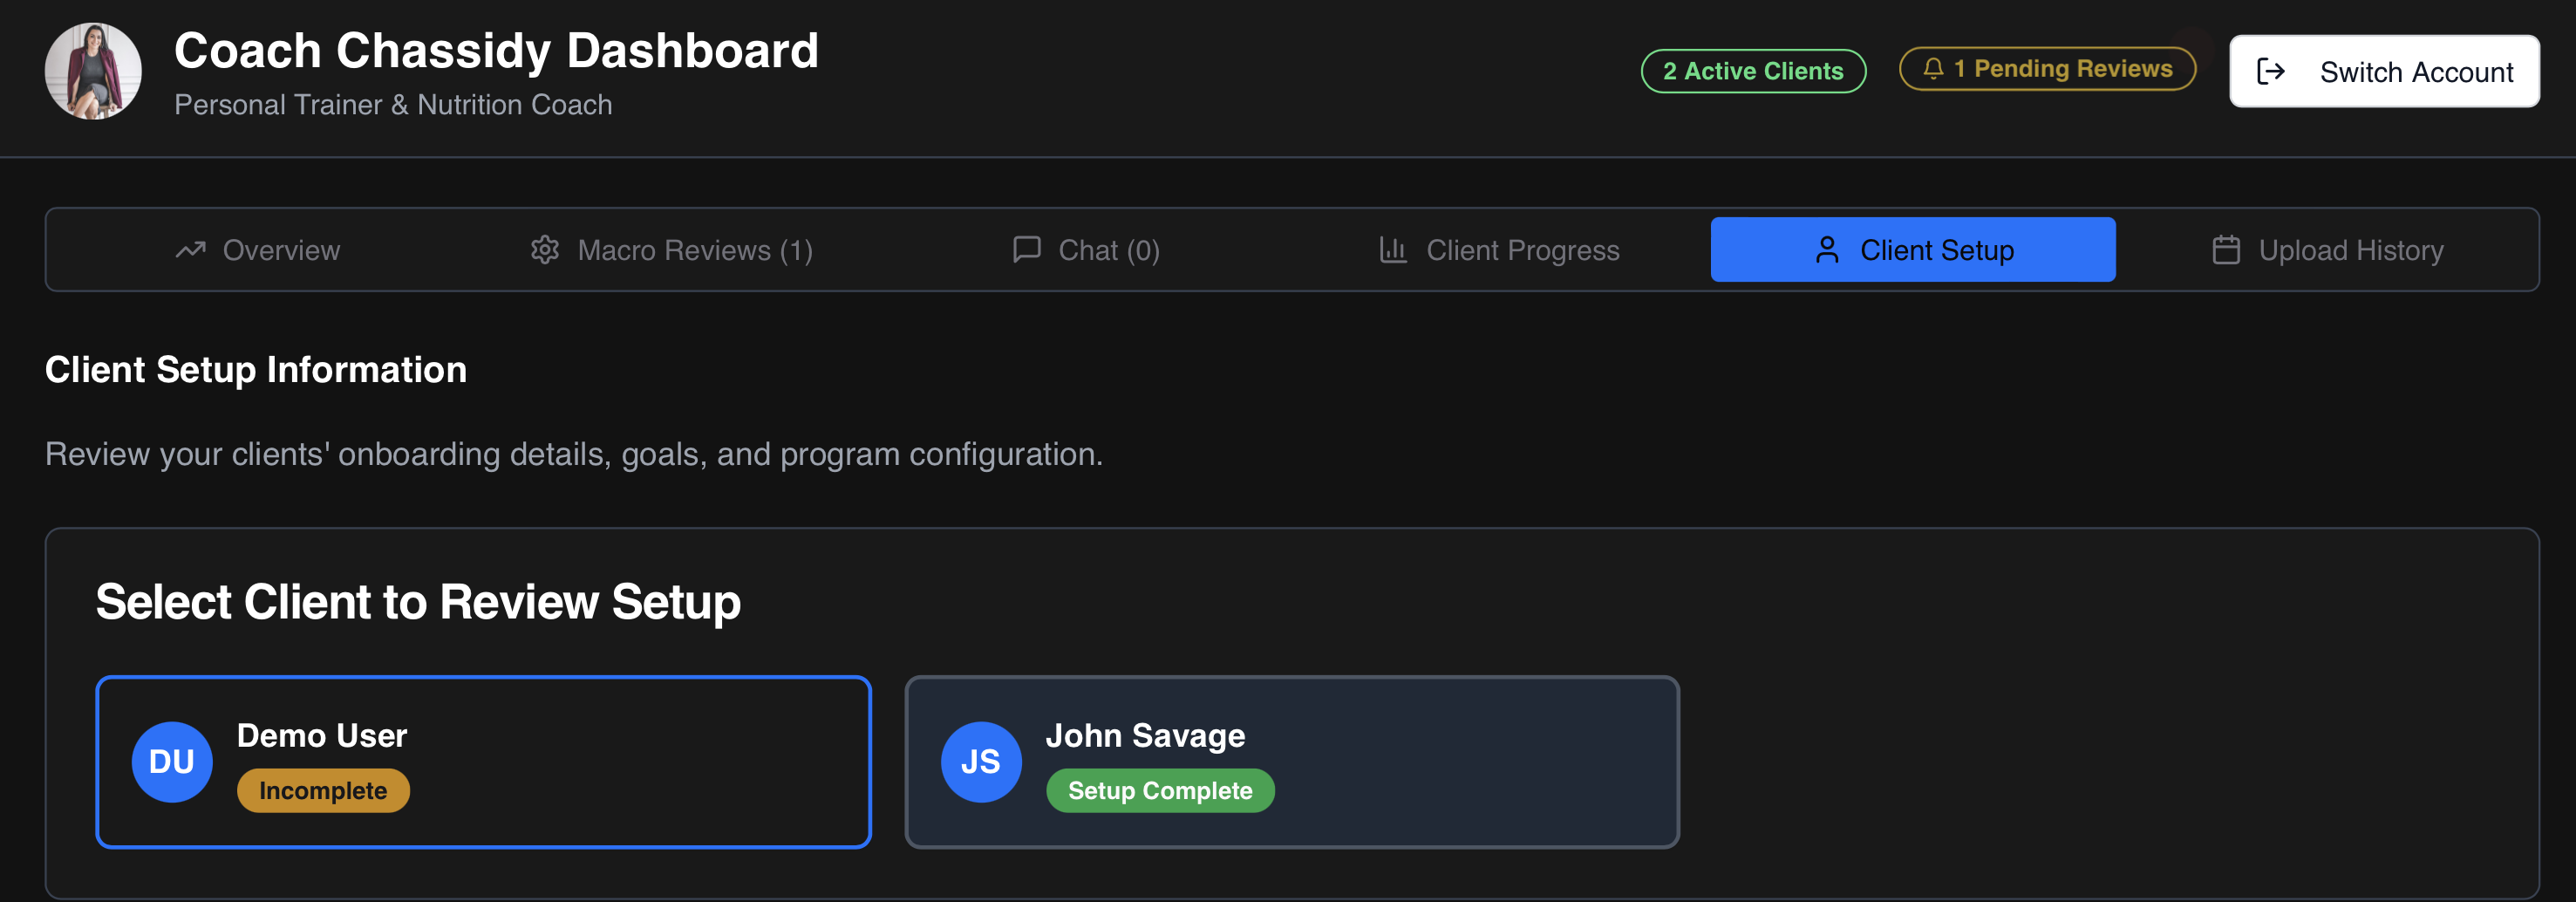 Coach Chassidy Dashboard
Personal Trainer & Nutrition Coach
2 Active Clients
1 Pending Reviews
Switch Account
Overview
Macro Reviews (1)
Chat (0)
Client Progress
Client Setup
Upload History
Client Setup Information
Review your clients' onboarding details, goals, and program configuration.
Select Client to Review Setup
DU
Demo User
Incomplete
JS
John Savage
Setup Complete